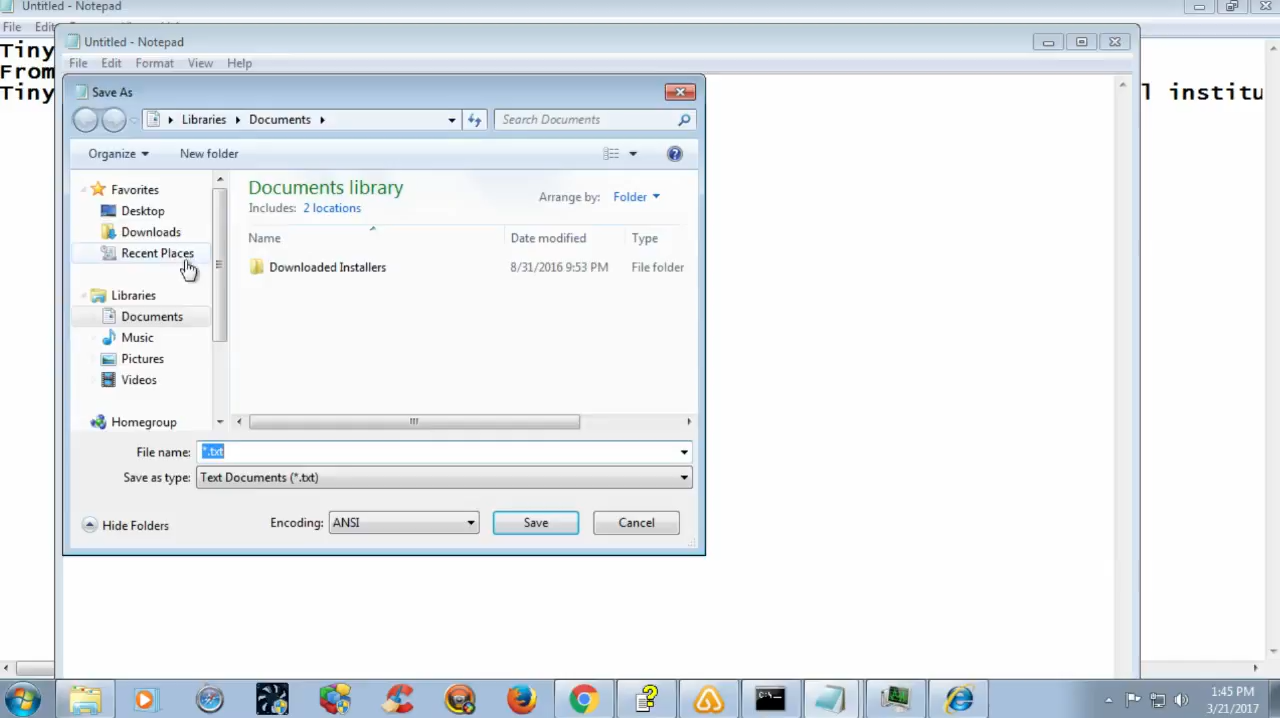 Untitled - Notepad
File Edit
Tiny
From
Tiny
l institu
Untitled - Notepad
File Edit Format View Help
Save As
Libraries Documents
Search Documents
Organize New folder
Favorites
Desktop
Downloads
Recent Places
Libraries
Documents
Music
Pictures
Videos
Homegroup
Documents library
Includes: 2 locations
Arrange by: Folder
Name Date modified Type
Downloaded Installers 8/31/2016 9:53 PM File folder
File name: *.txt
Save as type: Text Documents (*.txt)
Hide Folders Encoding: ANSI Save Cancel
1:45 PM
3/21/2017